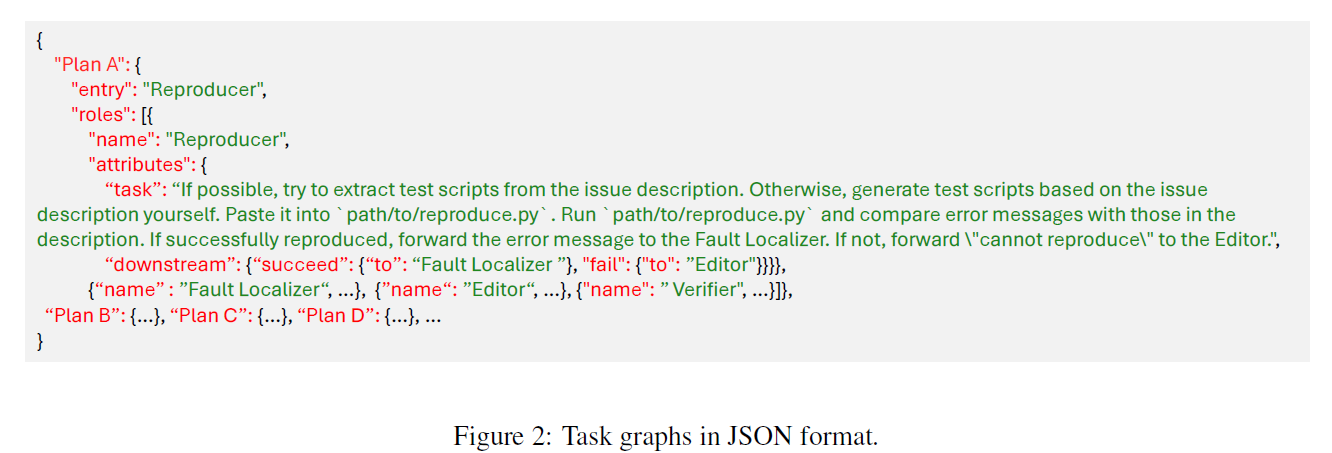 {
"Plan A": {
"entry": "Reproducer",
"roles": [{
"name": "Reproducer",
"attributes": {
“task”: “If possible, try to extract test scripts from the issue description. Otherwise, generate test scripts based on the issue
description yourself. Paste it into `path/to/reproduce.py`. Run `path/to/reproduce.py` and compare error messages with those in the
description. If successfully reproduced, forward the error message to the Fault Localizer. If not, forward \"cannot reproduce\" to the Editor.",
“downstream”: {“succeed”: {“to”: “Fault Localizer ”}, "fail": {"to": ”Editor"}}}},
{“name” : ”Fault Localizer“, ...}, {”name“: ”Editor“, ...}, {"name": ” Verifier", ...}]},
“Plan B”: {...}, “Plan C”: {...}, “Plan D”: {...}, ...
}
Figure 2: Task graphs in JSON format.